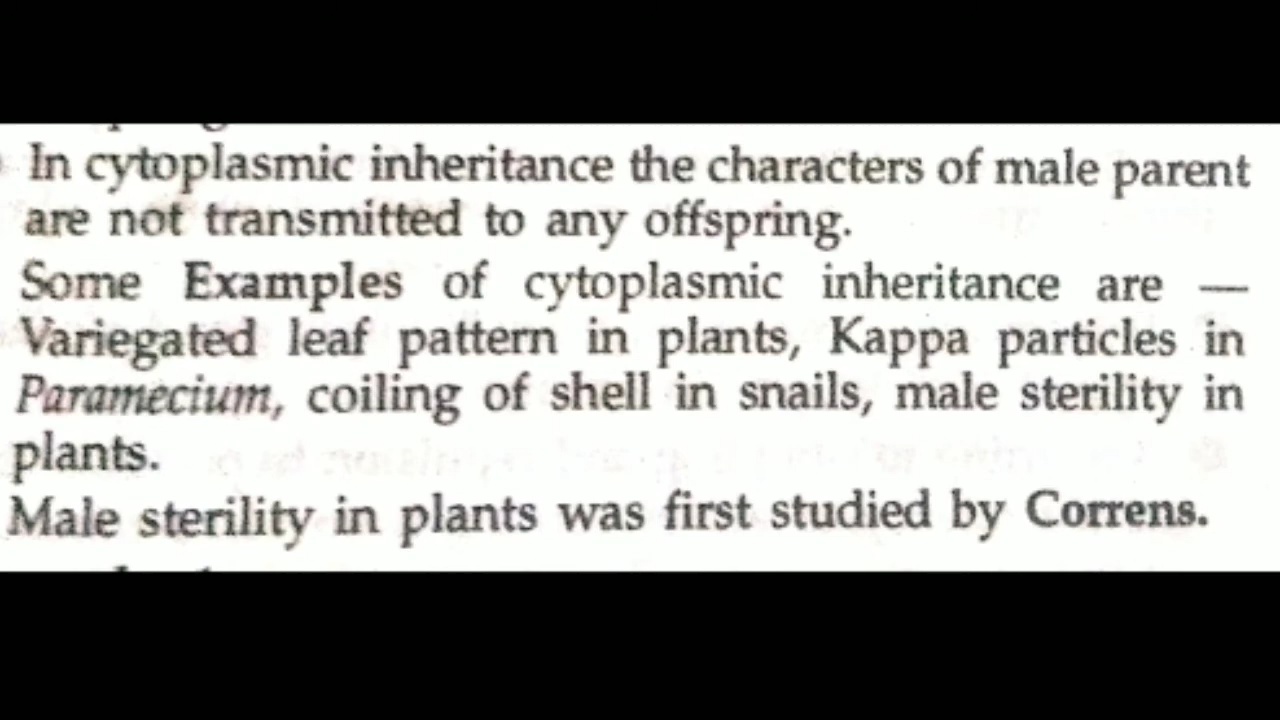 In cytoplasmic inheritance the characters of male parent
are not transmitted to any offspring.
Some Examples of cytoplasmic inheritance are —
Variegated leaf pattern in plants, Kappa particles in
Paramecium, coiling of shell in snails, male sterility in
plants.
Male sterility in plants was first studied by Correns.